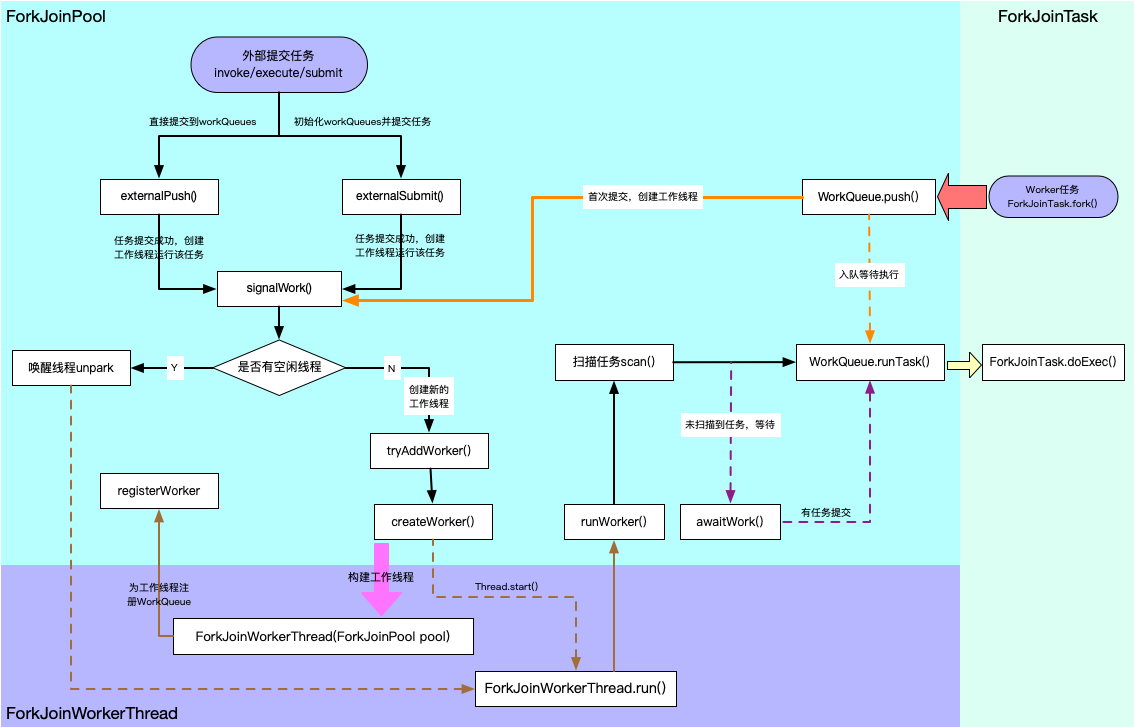 ForkJoinPool
ForkJoinTask
外部提交任务
invoke/execute/submit
直接提交到workQueues
初始化workQueues并提交任务
externalPush()
externalSubmit()
首次提交，创建工作线程
WorkQueue.push()
Worker任务
ForkJoinTask.fork()
任务提交成功，创建
工作线程运行该任务
任务提交成功，创建
工作线程运行该任务
入队等待执行
signalWork()
唤醒线程unpark
Y
是否有空闲线程
N
扫描任务scan()
WorkQueue.runTask()
ForkJoinTask.doExec()
创建新的
工作线程
未扫描到任务，等待
tryAddWorker()
registerWorker
createWorker()
runWorker()
awaitWork()
有任务提交
构建工作线程
为工作线程注
册WorkQueue
Thread.start()
ForkJoinWorkerThread(ForkJoinPool pool)
ForkJoinWorkerThread.run()
ForkJoinWorkerThread